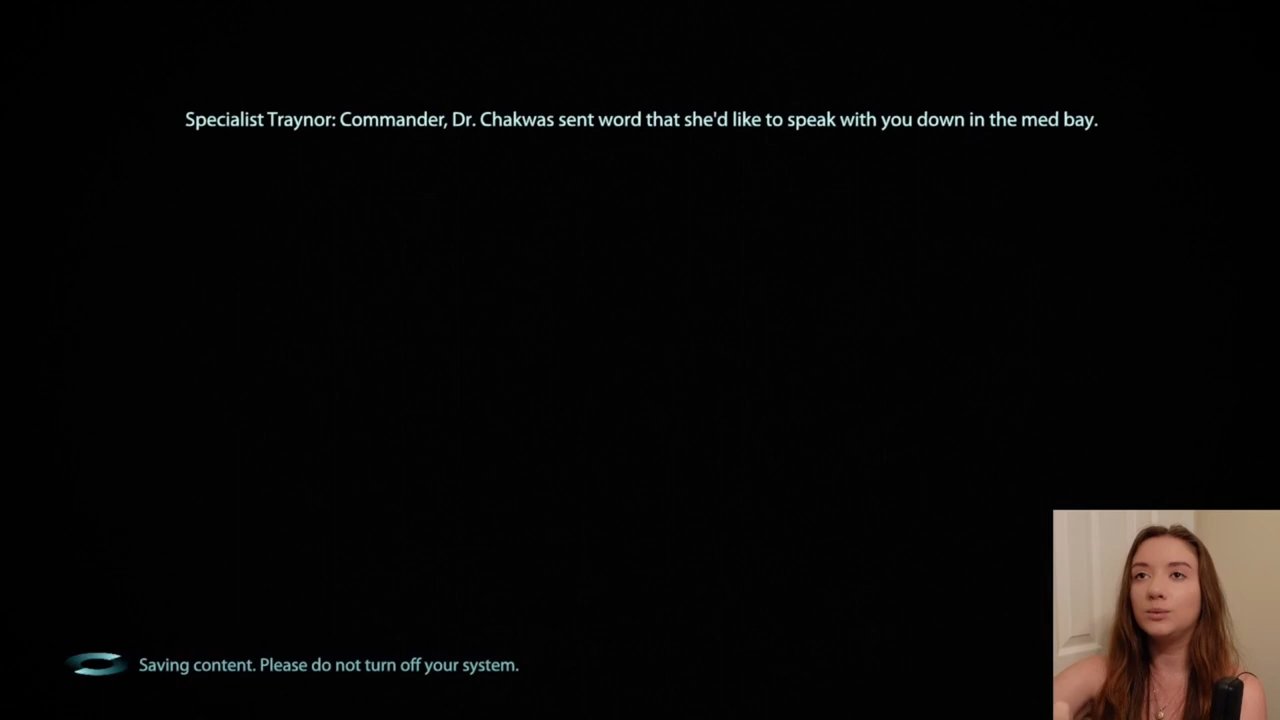 Specialist Traynor: Commander, Dr. Chakwas sent word that she'd like to speak with you down in the med bay.
Saving content. Please do not turn off your system.